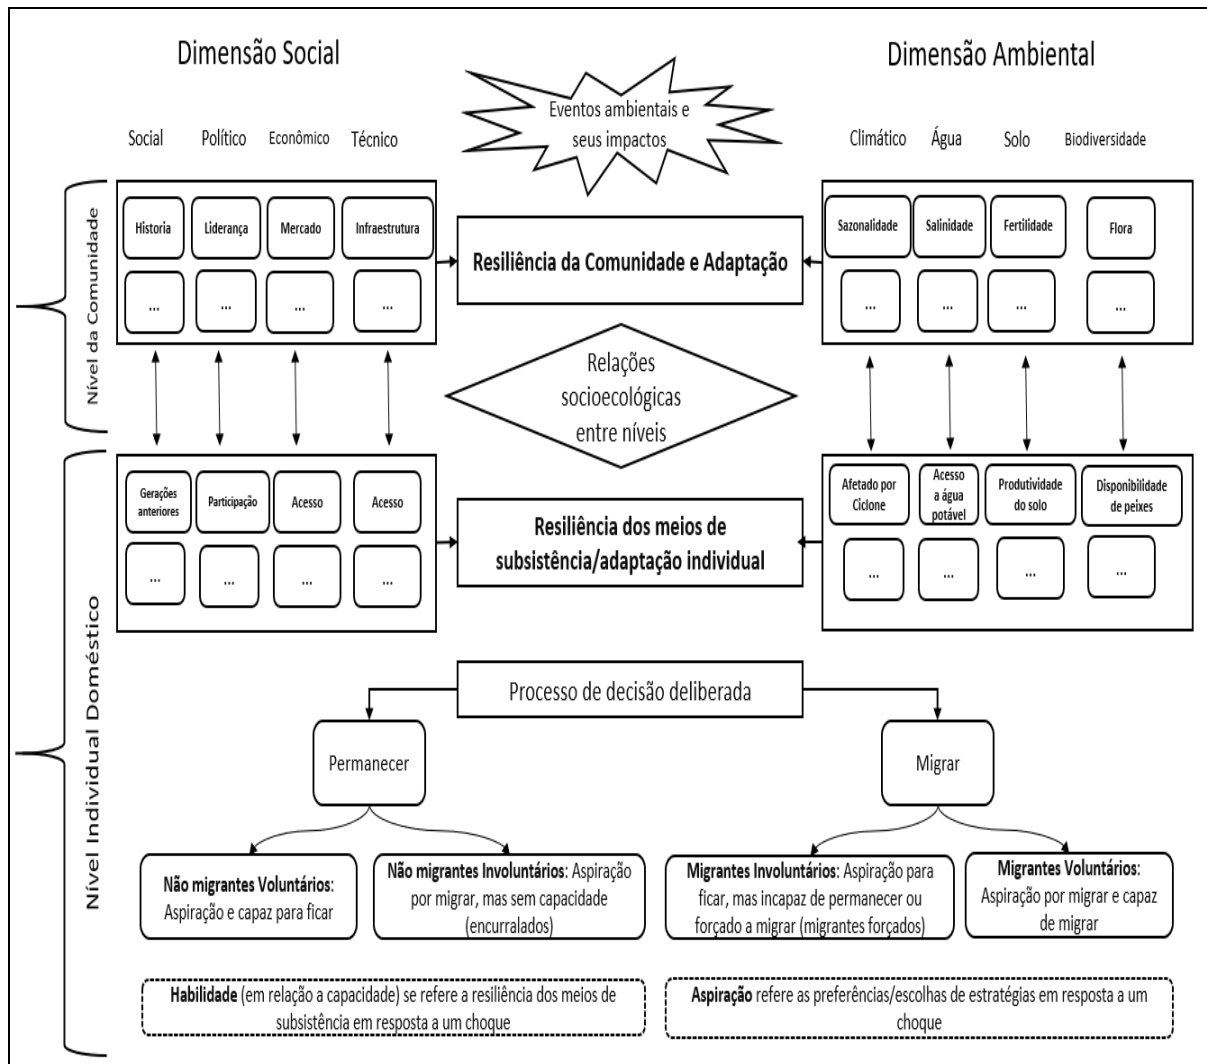 Dimensão Social
Dimensão Ambiental
Eventos ambientais e
seus impactos
Social
Político
Econômico
Técnico
Climático
Água
Solo
Biodiversidade
Nível da Comunidade
Historia
Liderança
Mercado
Infraestrutura
...
...
...
...
Resiliência da Comunidade e Adaptação
Sazonalidade
Salinidade
Fertilidade
Flora
...
...
...
...
Relações
socioecológicas
entre níveis
Nível Individual Doméstico
Gerações
anteriores
Participação
Acesso
Acesso
...
...
...
...
Resiliência dos meios de
subsistência/adaptação individual
Afetado por
Ciclone
Acesso
a água
potável
Produtividade
do solo
Disponibilidade
de peixes
...
...
...
...
Processo de decisão deliberada
Permanecer
Migrar
Não migrantes Voluntários:
Aspiração e capaz para ficar
Não migrantes Involuntários: Aspiração
por migrar, mas sem capacidade
(encurralados)
Migrantes Involuntários: Aspiração para
ficar, mas incapaz de permanecer ou
forçado a migrar (migrantes forçados)
Migrantes Voluntários:
Aspiração por migrar e capaz
de migrar
Habilidade (em relação a capacidade) se refere a resiliência dos meios de
subsistência em resposta a um choque
Aspiração refere as preferências/escolhas de estratégias em resposta a um
choque